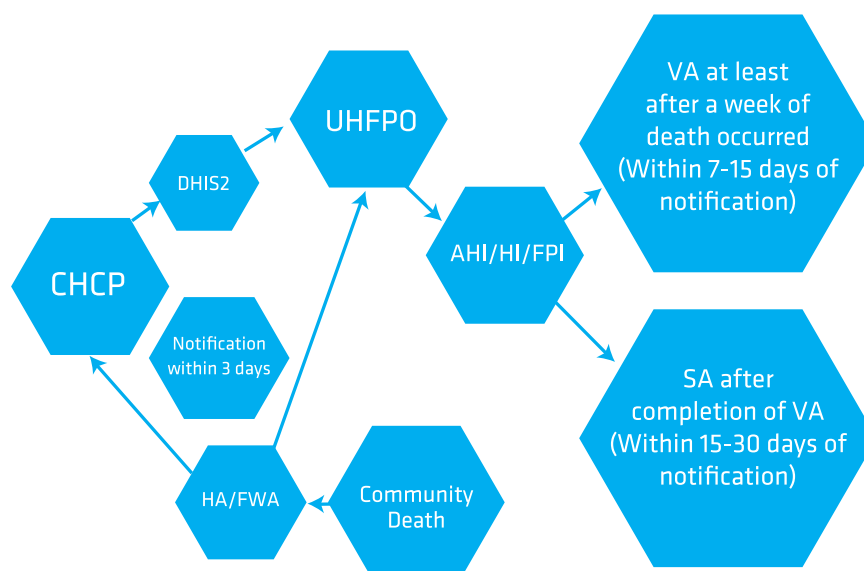 UHFPO
DHIS2
CHCP
Notification
within 3 days
HA/FWA
Community
Death
AHI/HI/FPI
VA at least
after a week of
death occurred
(Within 7-15 days of
notification)
SA after
completion of VA
(Within 15-30 days of
notification)